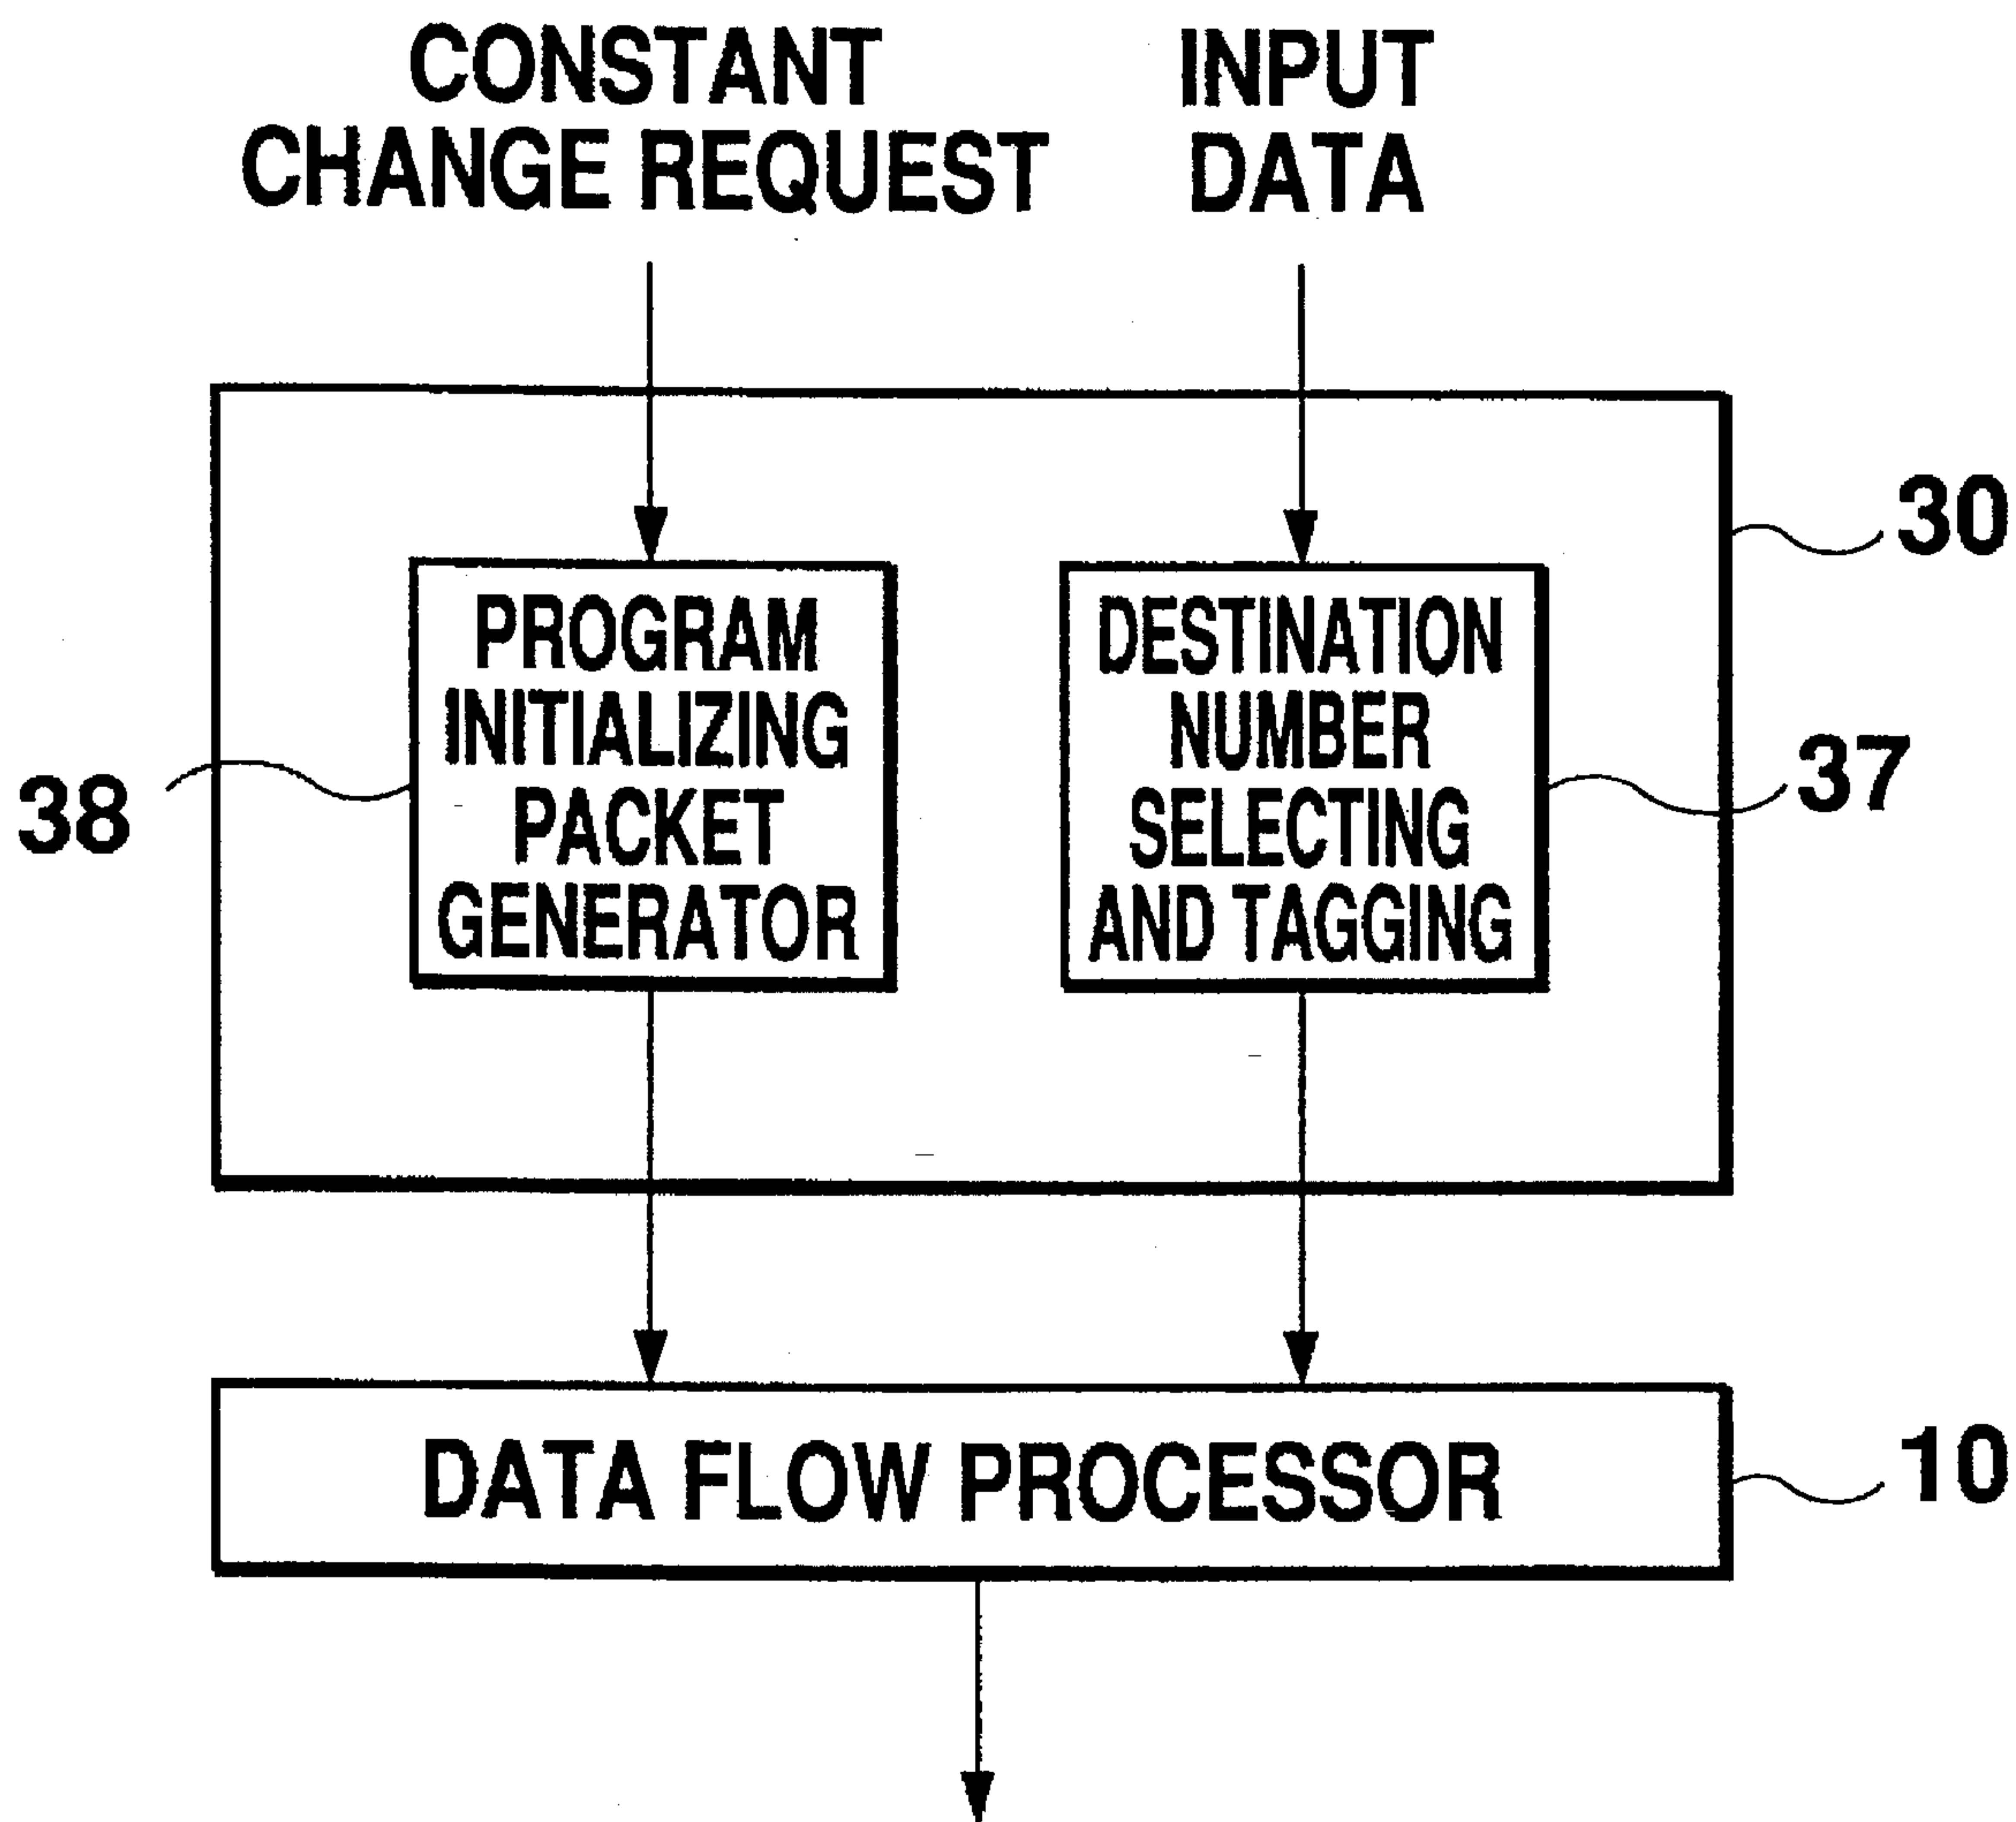 CONSTANT
CHANGE REQUEST
INPUT
DATA
30
PROGRAM
INITIALIZING
PACKET
GENERATOR
DESTINATION
NUMBER
SELECTING
AND TAGGING
38
37
DATA FLOW PROCESSOR
10